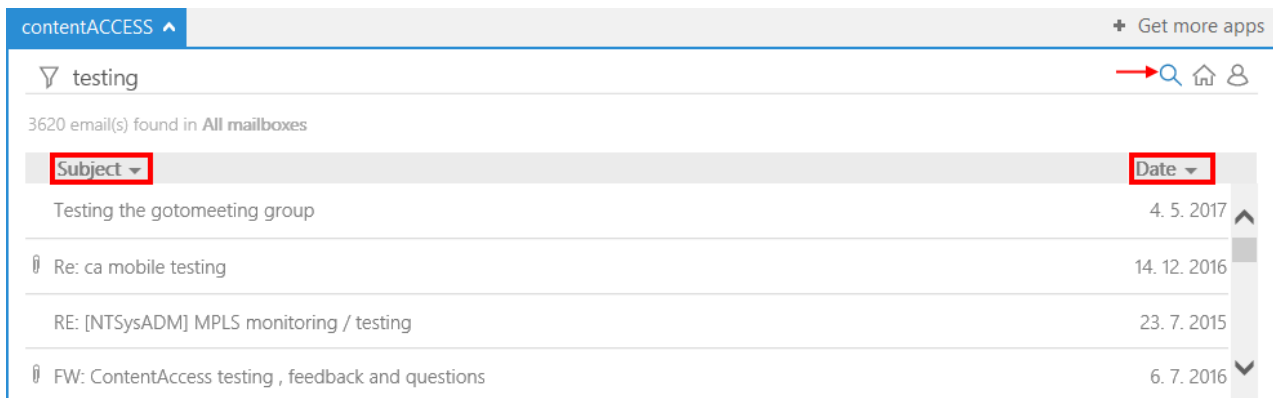 contentACCESS Get more apps
testing
3620 email(s) found in All mailboxes
Subject Date
Testing the gotomeeting group 4. 5. 2017
Re: ca mobile testing 14. 12. 2016
RE: [NTSysADM] MPLS monitoring / testing 23. 7. 2015
FW: ContentAccess testing , feedback and questions 6. 7. 2016